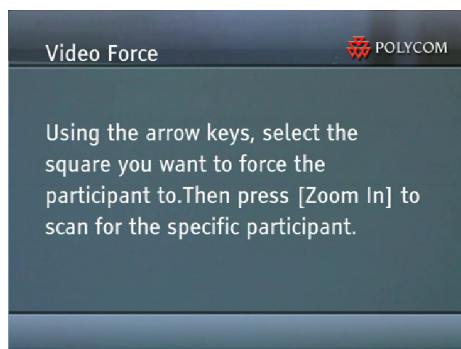 Video Force
POLYCOM
Using the arrow keys, select the
square you want to force the
participant to.Then press [Zoom In] to
scan for the specific participant.